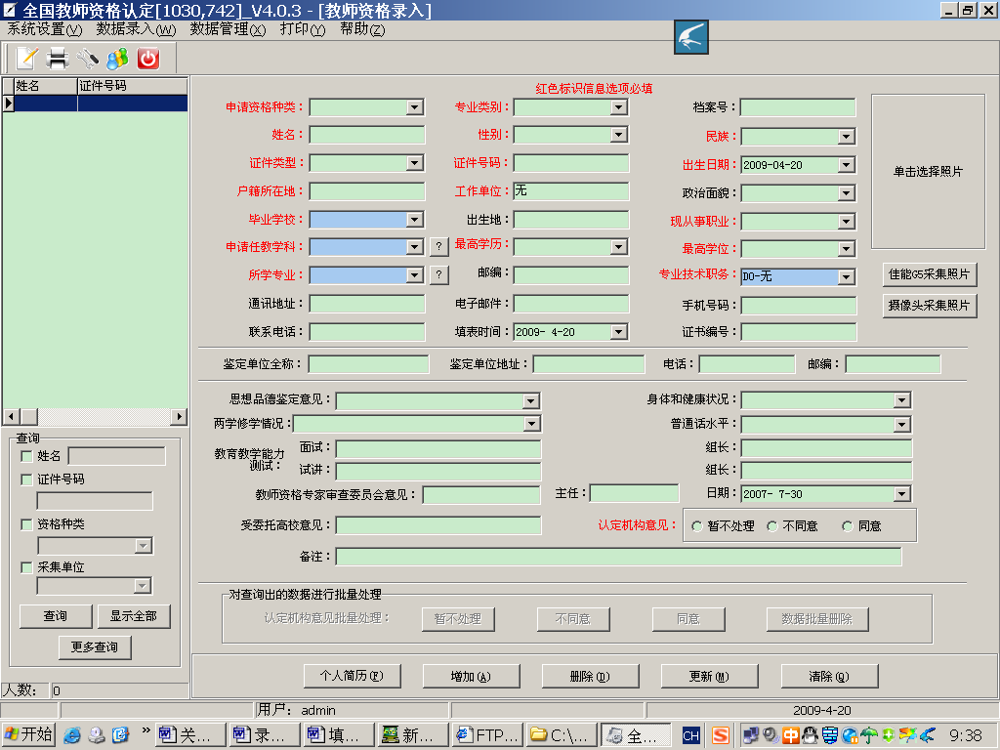 全国教师资格认定[1030,742]_V4.0.3 - [教师资格录入]
系统设置(V) 数据录入(W) 数据管理(X) 打印(Y) 帮助(Z)
姓名 证件号码
红色标识信息选项必填
申请资格种类： 专业类别： 档案号：
姓名： 性别： 民族：
证件类型： 证件号码： 出生日期： 2009-04-20
单击选择照片
户籍所在地： 工作单位： 无 政治面貌：
毕业学校： 出生地： 现从事职业：
申请任教学科： ? 最高学历： 最高学位：
所学专业： ? 邮编： 专业技术职务： D0-无 佳能G5采集照片
通讯地址： 电子邮件： 手机号码： 摄像头采集照片
联系电话： 填表时间： 2009- 4-20 证书编号：
鉴定单位全称： 鉴定单位地址： 电话： 邮编：
思想品德鉴定意见： 身体和健康状况：
两学修学情况： 普通话水平：
教育教学能力测试： 面试： 组长：
试讲： 组长：
教师资格专家审查委员会意见： 主任： 日期： 2007- 7-30
受委托高校意见： 认定机构意见： 暂不处理 不同意 同意
备注：
查询
姓名
证件号码
资格种类
采集单位
查询 显示全部
更多查询
人数： 0
对查询出的数据进行批量处理
认定机构意见批量处理： 暂不处理 不同意 同意 数据批量删除
个人简历(F) 增加(A) 删除(D) 更新(M) 清除(Q)
用户： admin 2009-4-20
开始 » 关... 录... 填... 新... FTP... C:\... 全... CH S 中 9:38